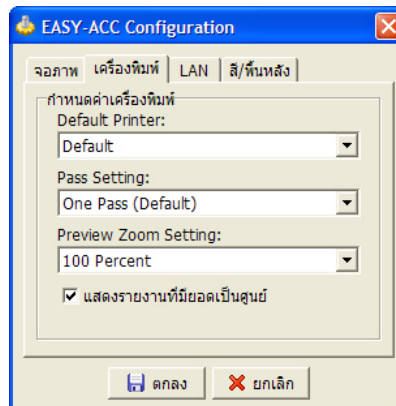 EASY-ACC Configuration
จอภาพ เครื่องพิมพ์ LAN สี/พื้นหลัง
กำหนดค่าเครื่องพิมพ์
Default Printer:
Default
Pass Setting:
One Pass (Default)
Preview Zoom Setting:
100 Percent
แสดงรายงานที่มียอดเป็นศูนย์
ตกลง ยกเลิก